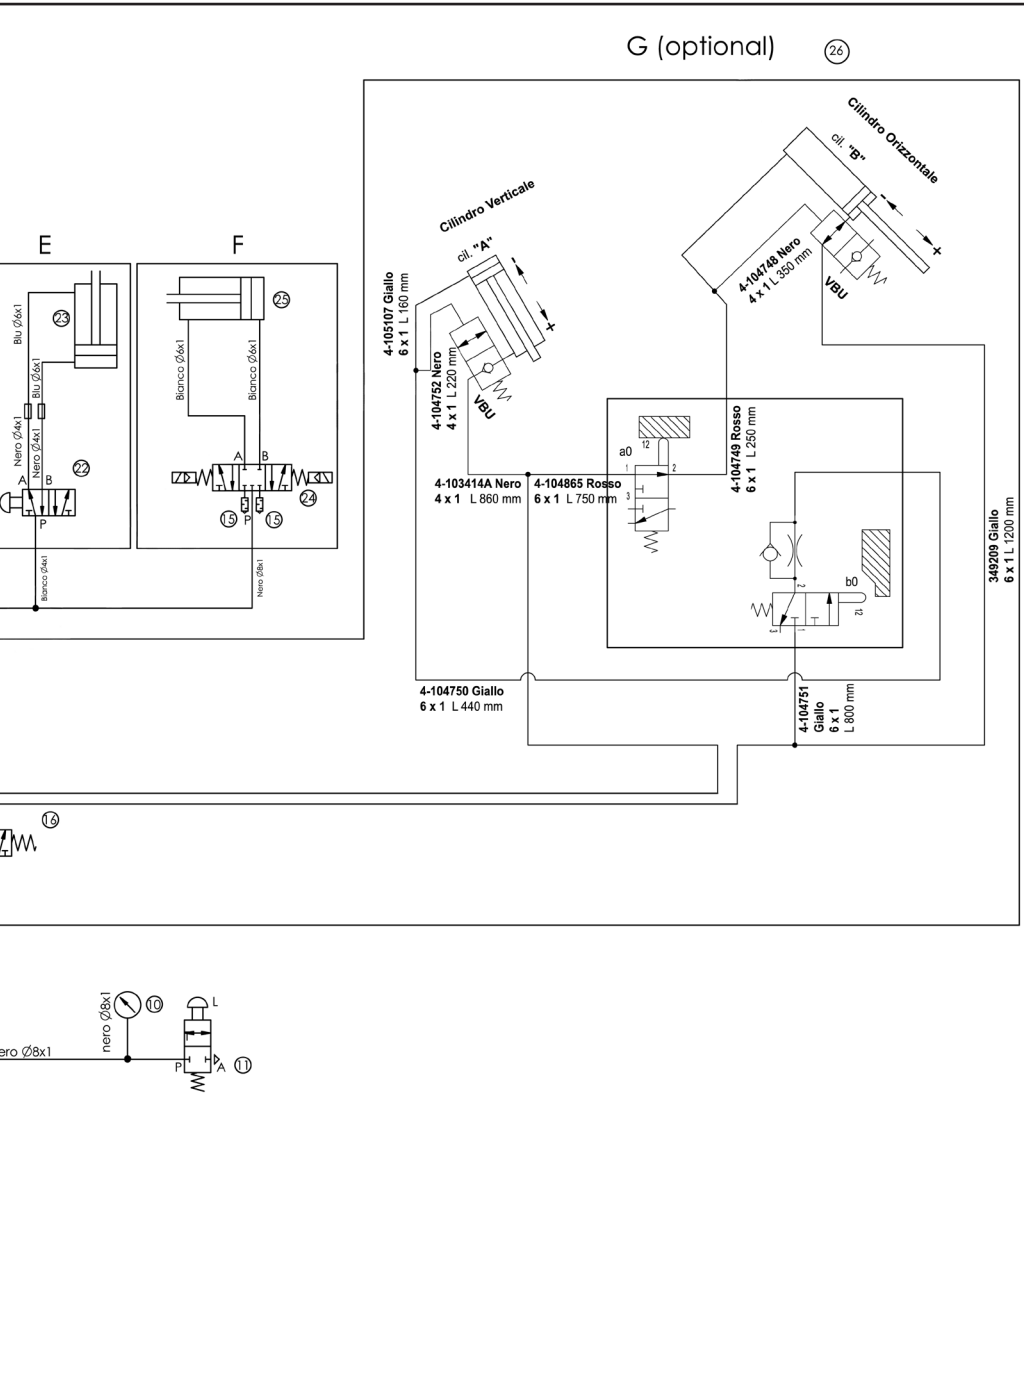 G (optional)
26
Cilindro Orizzontale
cil. "B"
-
+
4-104748 Nero
4 x 1 L 350 mm
VBU
Cilindro Verticale
cil. "A"
-
+
4-105107 Giallo
6 x 1 L 160 mm
4-104752 Nero
4 x 1 L 220 mm
VBU
E
23
Blu Ø6x1
Blu Ø6x1
Nero Ø4x1
Nero Ø4x1
22
A B
P
Bianco Ø4x1
F
25
Bianco Ø6x1
Bianco Ø6x1
A B
24
15 P 15
Nero Ø8x1
a0
12
1 2
3
4-103414A Nero
4 x 1 L 860 mm
4-104865 Rosso
6 x 1 L 750 mm
4-104749 Rosso
6 x 1 L 250 mm
b0
2
12
3 1
349209 Giallo
6 x 1 L 1200 mm
4-104750 Giallo
6 x 1 L 440 mm
4-104751
Giallo
6 x 1
L 800 mm
16
nero Ø8x1
10
L
ero Ø8x1
P A
11